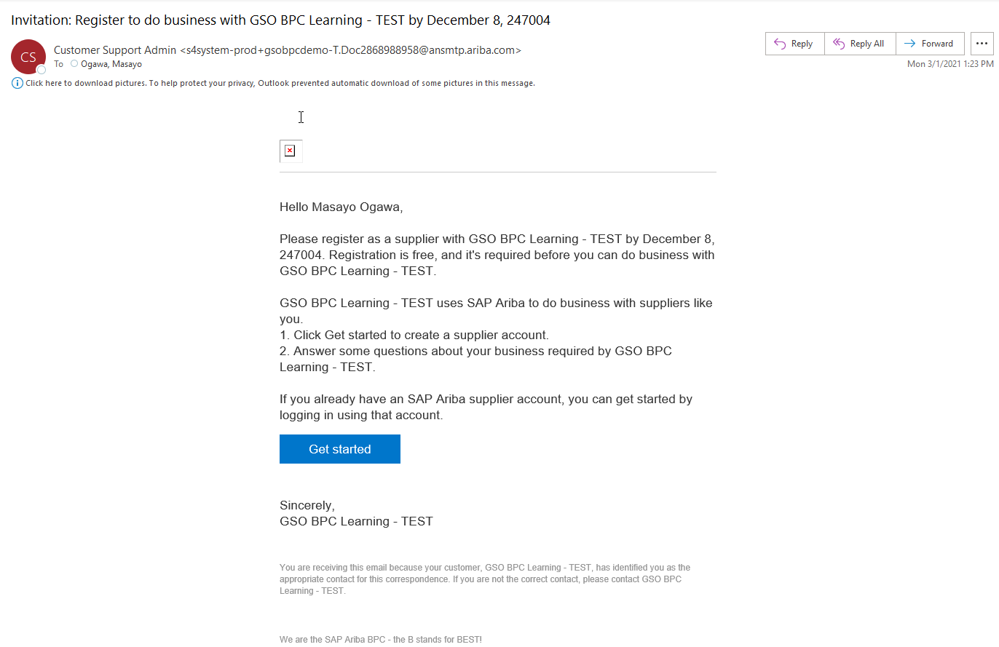 Invitation: Register to do business with GSO BPC Learning - TEST by December 8, 247004
CS
Customer Support Admin <s4system-prod+gsobpcdemo-T.Doc2868988958@ansmtp.ariba.com>
To Ogawa, Masayo
Reply Reply All Forward
Mon 3/1/2021 1:23 PM
Click here to download pictures. To help protect your privacy, Outlook prevented automatic download of some pictures in this message.
Hello Masayo Ogawa,
Please register as a supplier with GSO BPC Learning - TEST by December 8,
247004. Registration is free, and it's required before you can do business with
GSO BPC Learning - TEST.
GSO BPC Learning - TEST uses SAP Ariba to do business with suppliers like
you.
1. Click Get started to create a supplier account.
2. Answer some questions about your business required by GSO BPC
Learning - TEST.
If you already have an SAP Ariba supplier account, you can get started by
logging in using that account.
Get started
Sincerely,
GSO BPC Learning - TEST
You are receiving this email because your customer, GSO BPC Learning - TEST, has identified you as the
appropriate contact for this correspondence. If you are not the correct contact, please contact GSO BPC
Learning - TEST.
We are the SAP Ariba BPC - the B stands for BEST!